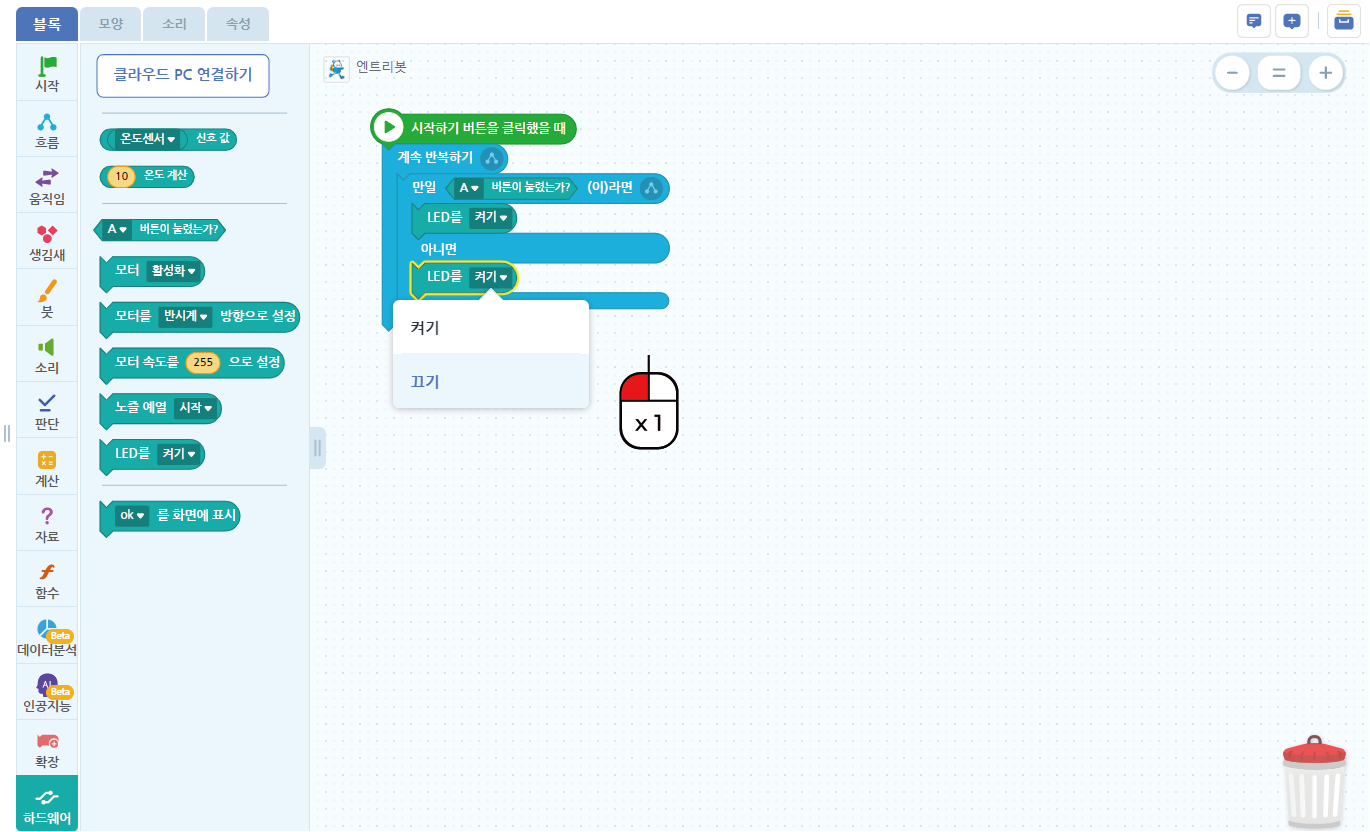 블록
모양
소리
속성
시작
흐름
움직임
생김새
붓
소리
판단
계산
? 자료
함수
Beta
데이터분석
AI
Beta
인공지능
확장
하드웨어
클라우드 PC 연결하기
온도센서 신호 값
10 온도 계산
A 버튼이 눌렸는가?
모터 활성화
모터를 반시계 방향으로 설정
모터 속도를 255 으로 설정
노즐 예열 시작
LED를 켜기
ok 를 화면에 표시
엔트리봇
시작하기 버튼을 클릭했을 때
계속 반복하기
만일 A 버튼이 눌렸는가? (이)라면
LED를 켜기
아니면
LED를 켜기
켜기
끄기
x 1